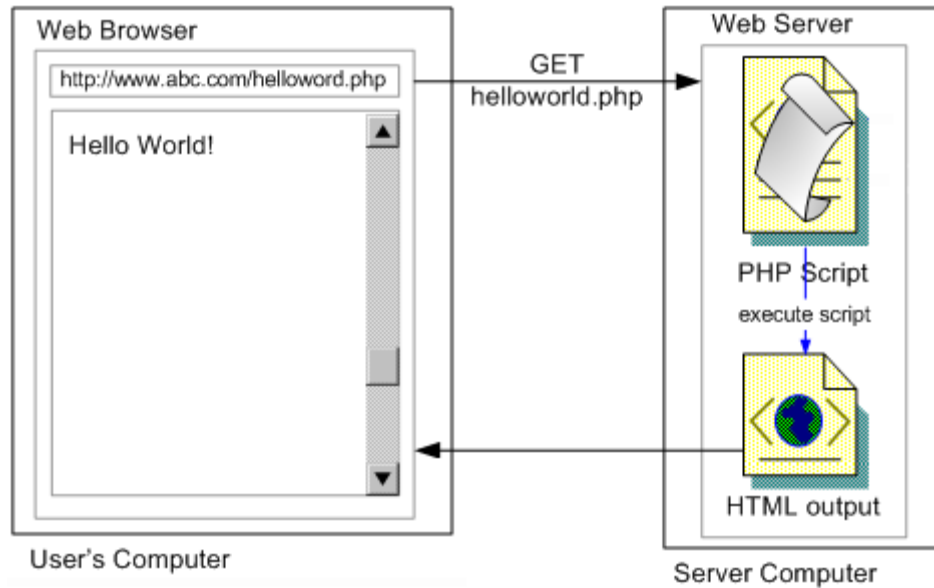 Web Browser
http://www.abc.com/helloword.php
Hello World!
User's Computer
GET
helloworld.php
Web Server
PHP Script
execute script
HTML output
Server Computer